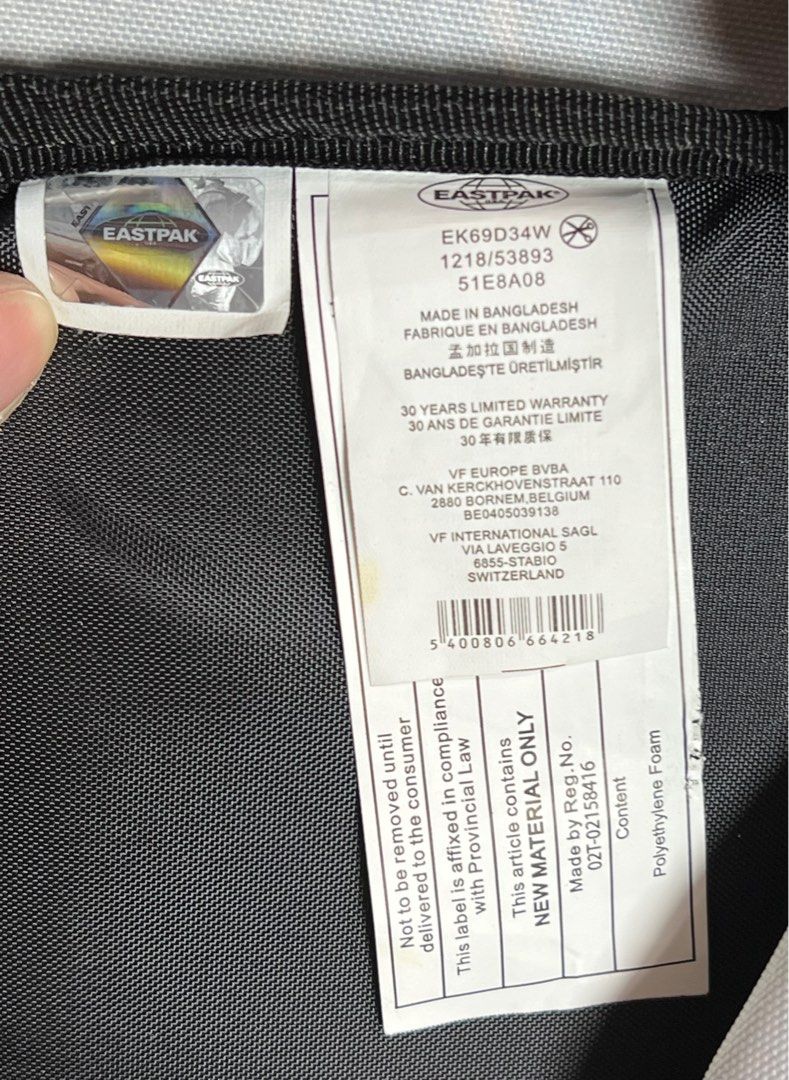 EASTPAK
EASTPAK
EASTPAK
EK69D34W
1218/53893
51E8A08
MADE IN BANGLADESH
FABRIQUE EN BANGLADESH
孟加拉国制造
BANGLADEŞ'TE ÜRETİLMİŞTİR
30 YEARS LIMITED WARRANTY
30 ANS DE GARANTIE LIMITE
30年有限质保
VF EUROPE BVBA
C. VAN KERCKHOVENSTRAAT 110
2880 BORNEM,BELGIUM
BE0405039138
VF INTERNATIONAL SAGL
VIA LAVEGGIO 5
6855-STABIO
SWITZERLAND
5 400806 664218
Not to be removed until
delivered to the consumer
This label is affixed in compliance
with Provincial Law
This article contains
NEW MATERIAL ONLY
Made by Reg.No.
02T-02158416
Content
Polyethylene Foam